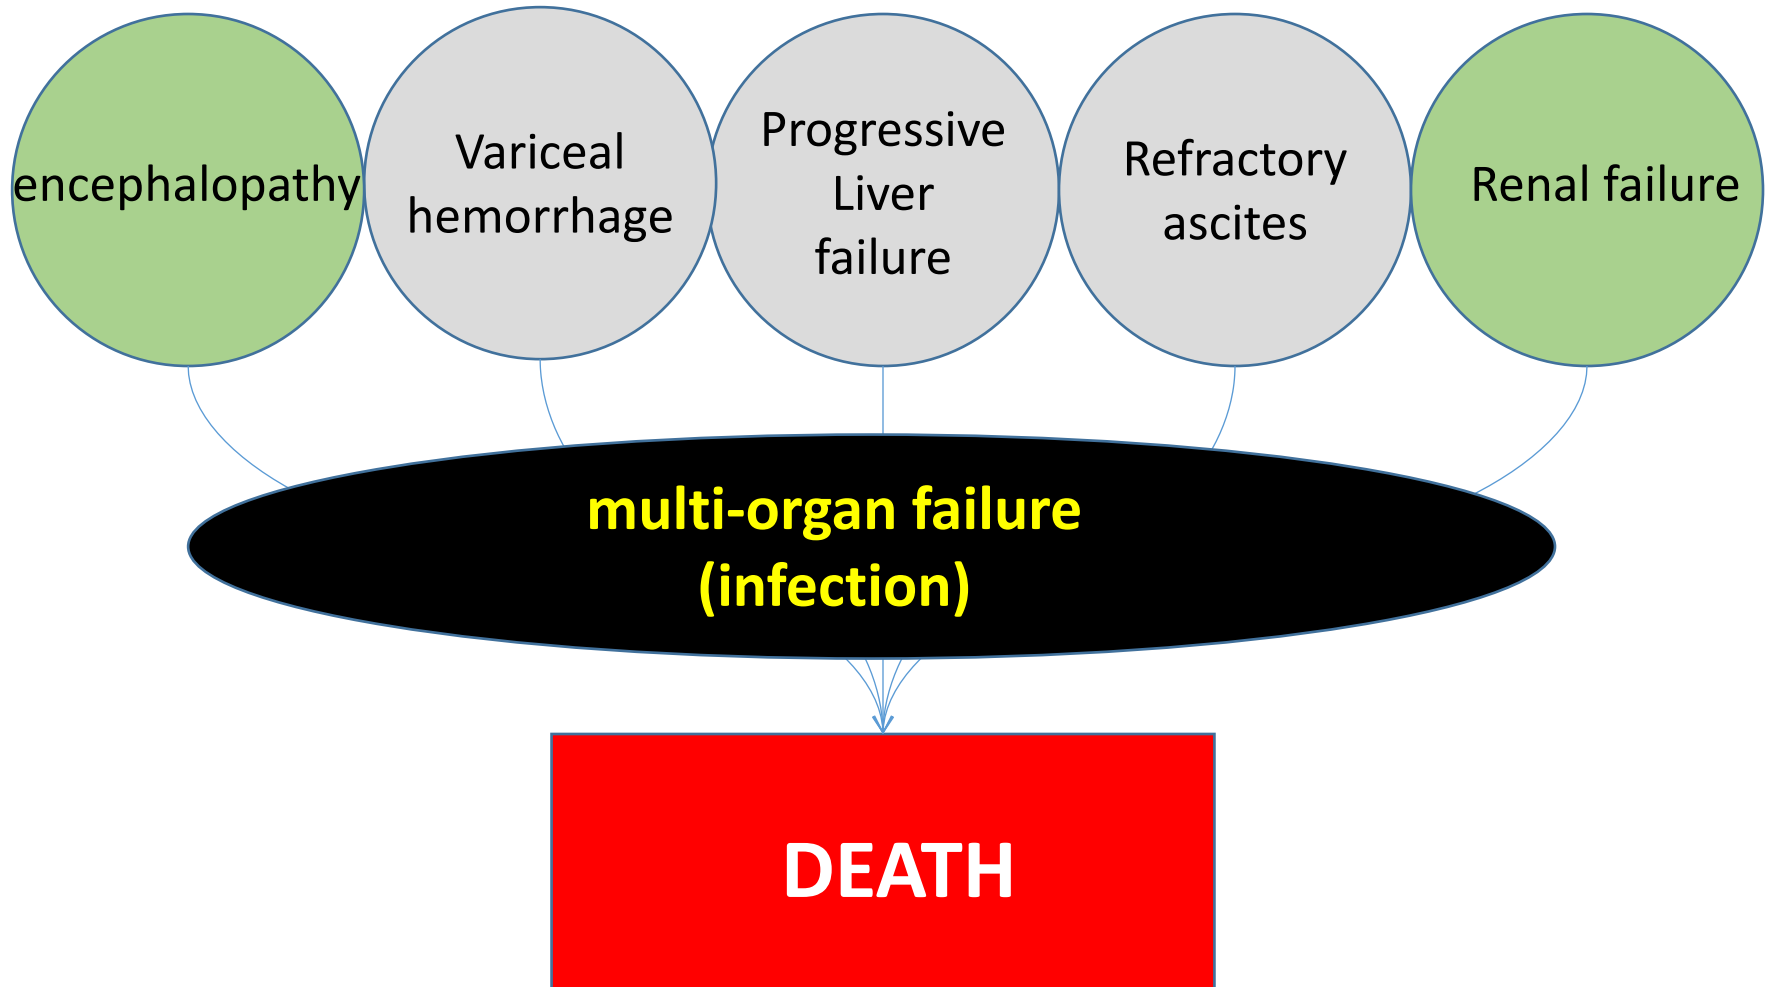 encephalopathy
Variceal
hemorrhage
Progressive
Liver
failure
Refractory
ascites
Renal failure
multi-organ failure
(infection)
DEATH